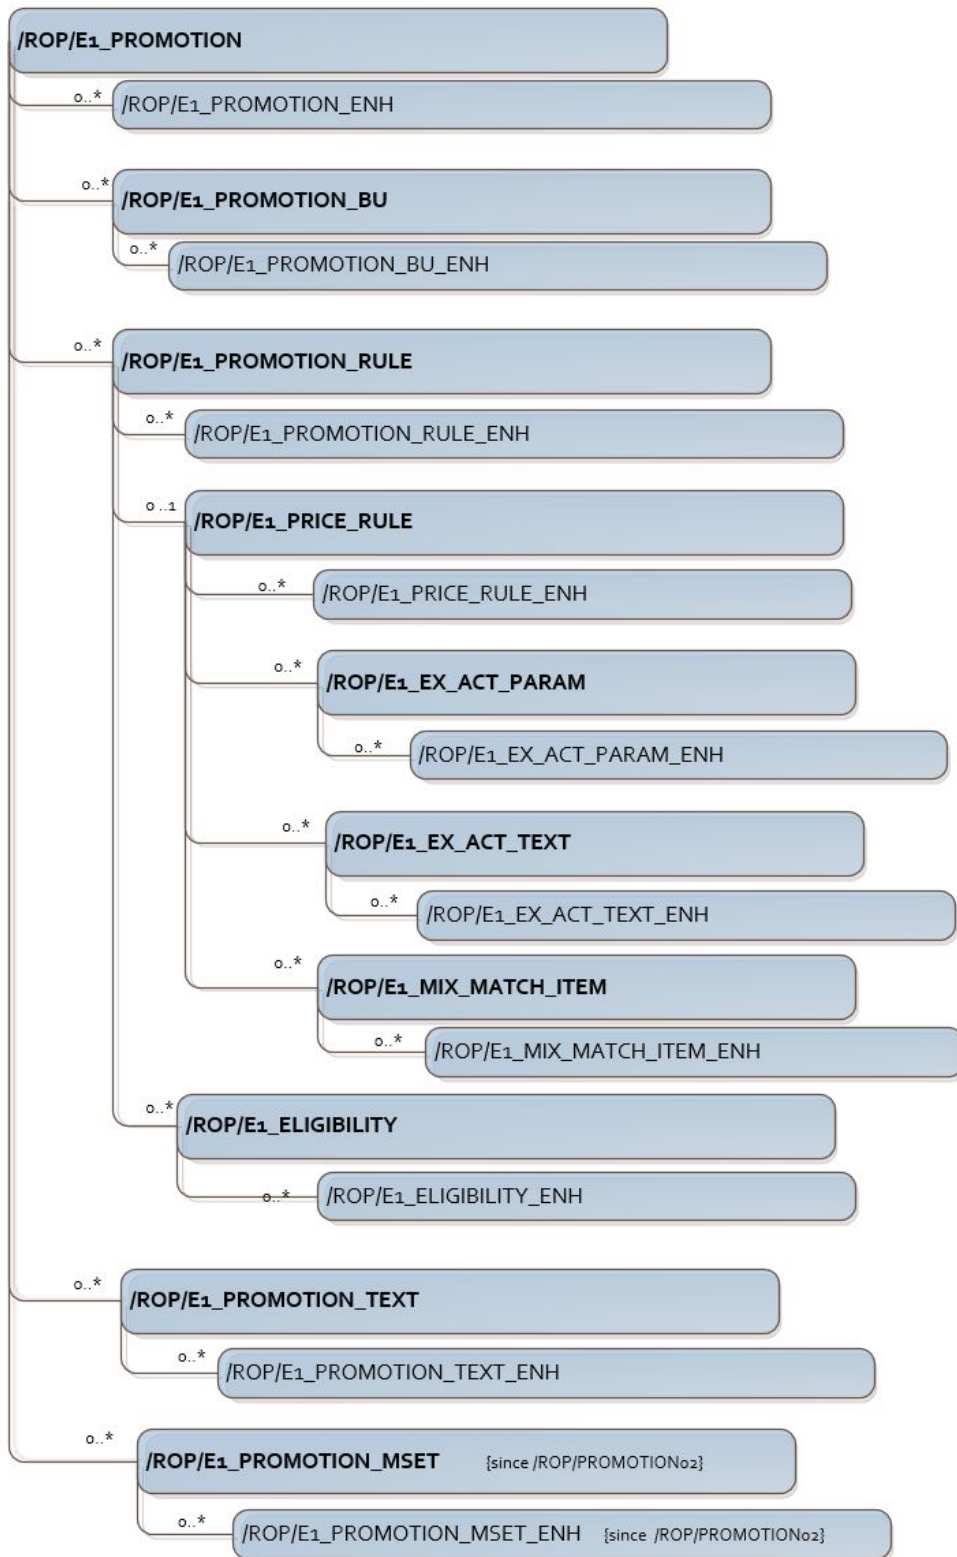 /ROP/E1_PROMOTION
0..*
/ROP/E1_PROMOTION_ENH
0..*
/ROP/E1_PROMOTION_BU
0..*
/ROP/E1_PROMOTION_BU_ENH
0..*
/ROP/E1_PROMOTION_RULE
0..*
/ROP/E1_PROMOTION_RULE_ENH
0 ..1
/ROP/E1_PRICE_RULE
0..*
/ROP/E1_PRICE_RULE_ENH
0..*
/ROP/E1_EX_ACT_PARAM
0..*
/ROP/E1_EX_ACT_PARAM_ENH
0..*
/ROP/E1_EX_ACT_TEXT
0..*
/ROP/E1_EX_ACT_TEXT_ENH
0..*
/ROP/E1_MIX_MATCH_ITEM
0..*
/ROP/E1_MIX_MATCH_ITEM_ENH
0..*
/ROP/E1_ELIGIBILITY
0..*
/ROP/E1_ELIGIBILITY_ENH
0..*
/ROP/E1_PROMOTION_TEXT
0..*
/ROP/E1_PROMOTION_TEXT_ENH
0..*
/ROP/E1_PROMOTION_MSET {since /ROP/PROMOTION02}
0..*
/ROP/E1_PROMOTION_MSET_ENH {since /ROP/PROMOTION02}